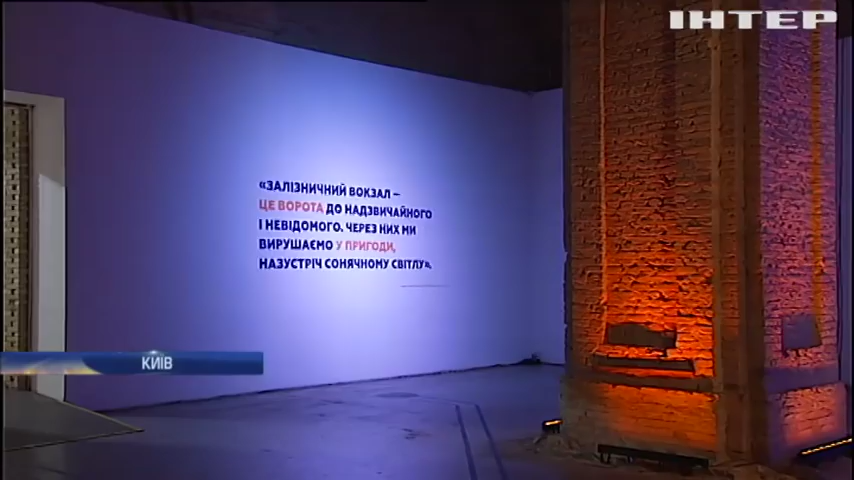 ІНТЕР
«ЗАЛІЗНИЧНИЙ ВОКЗАЛ –
ЦЕ ВОРОТА ДО НАДЗВИЧАЙНОГО
І НЕВІДОМОГО. ЧЕРЕЗ НИХ МИ
ВИРУШАЄМО У ПРИГОДИ,
НАЗУСТРІЧ СОНЯЧНОМУ СВІТЛУ».
КИЇВ